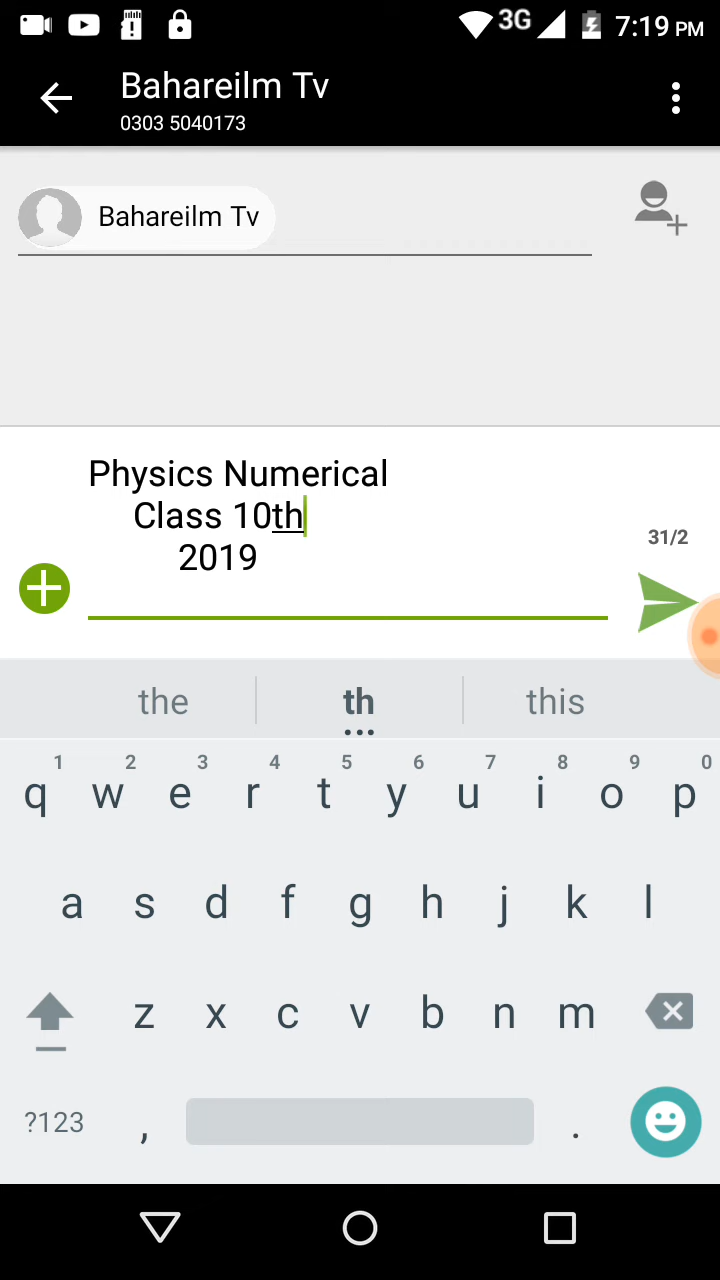 3G 7:19 PM
Bahareilm Tv
0303 5040173
Bahareilm Tv
Physics Numerical
Class 10th
2019
31/2
the th this
1 2 3 4 5 6 7 8 9 0
q w e r t y u i o p
a s d f g h j k l
z x c v b n m
?123 , .